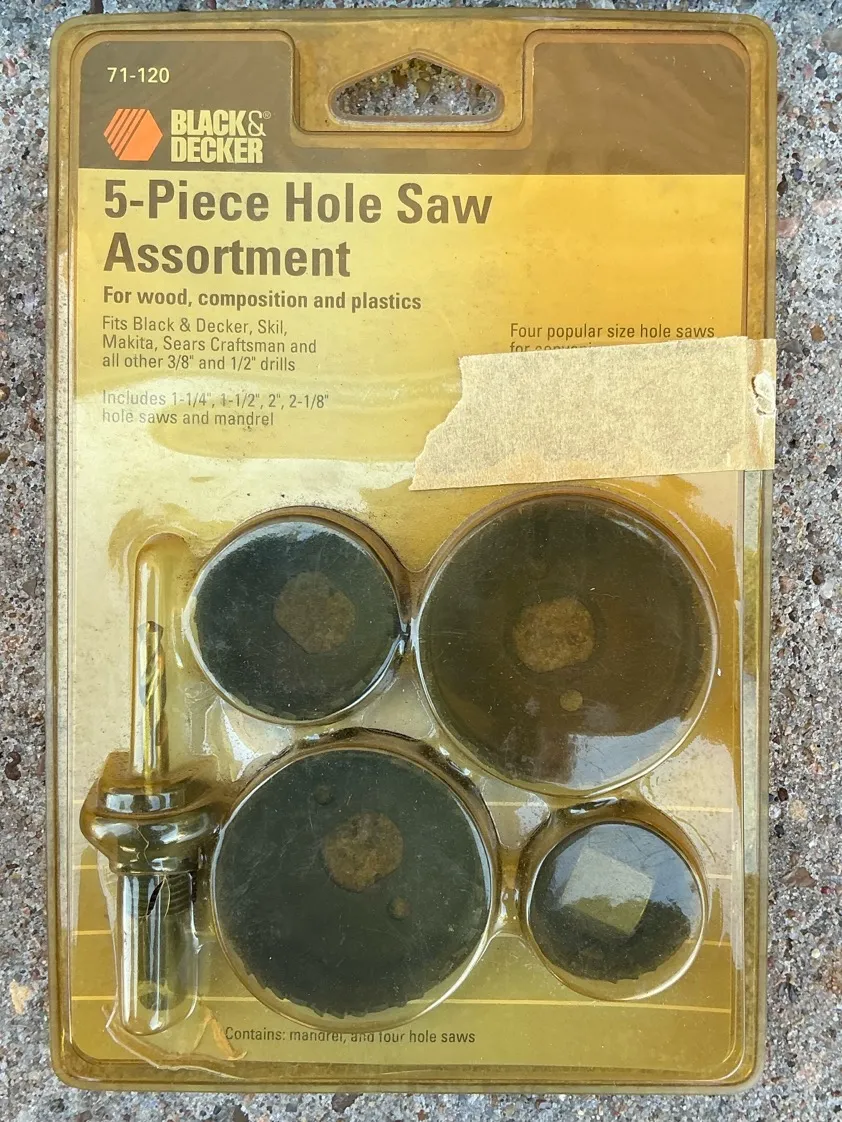 71-120
BLACK&®
DECKER
5-Piece Hole Saw
Assortment
For wood, composition and plastics
Fits Black & Decker, Skil,
Makita, Sears Craftsman and
all other 3/8" and 1/2" drills
Includes 1-1/4", 1-1/2", 2", 2-1/8"
hole saws and mandrel
Four popular size hole saws
for
Contains: mandrel, and four hole saws